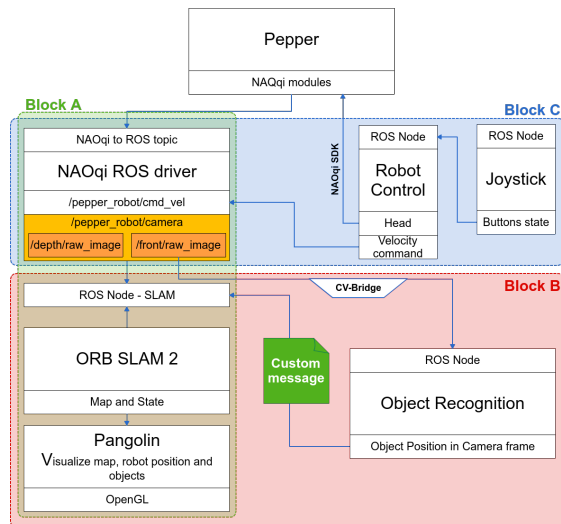 Pepper
NAQqi modules
Block A
Block C
NAOqi to ROS topic
NAOqi ROS driver
/pepper_robot/cmd_vel
/pepper_robot/camera
/depth/raw_image
/front/raw_image
NAOqi SDK
ROS Node
Robot
Control
Head
Velocity
command
ROS Node
Joystick
Buttons state
Block B
CV-Bridge
ROS Node - SLAM
ORB SLAM 2
Map and State
Pangolin
Visualize map, robot position and
objects
OpenGL
Custom
message
ROS Node
Object Recognition
Object Position in Camera frame